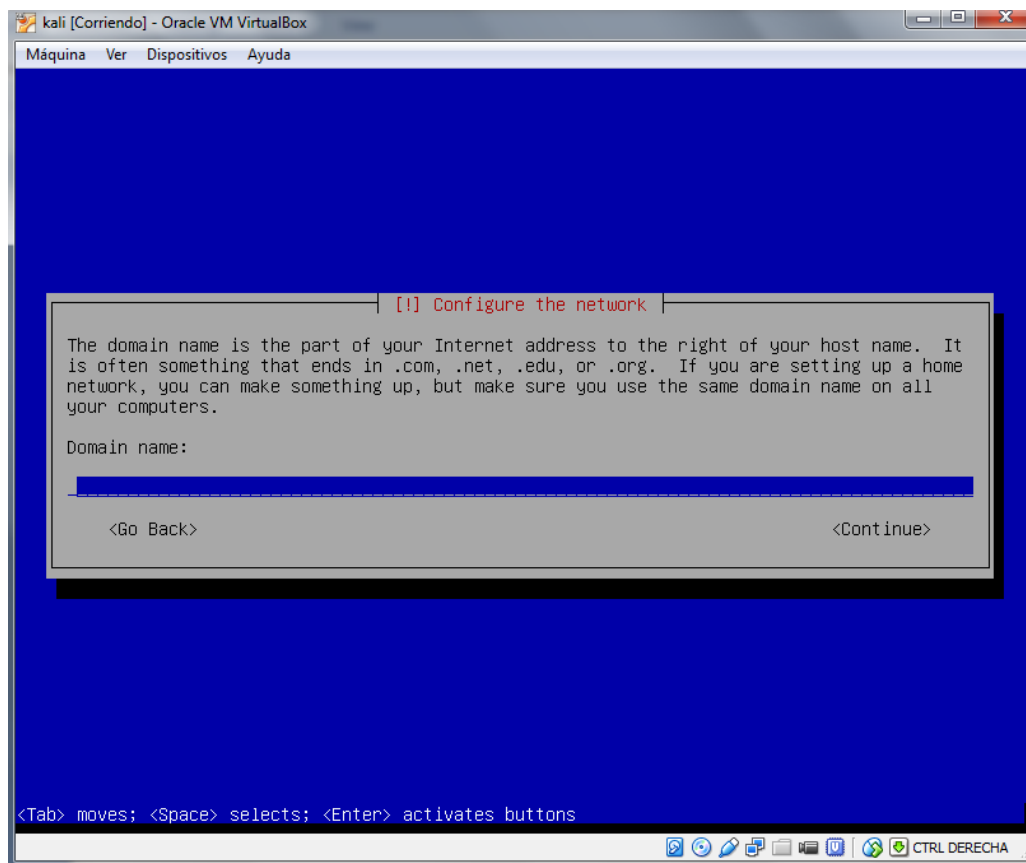 kali [Corriendo] - Oracle VM VirtualBox
Máquina Ver Dispositivos Ayuda
[!] Configure the network
The domain name is the part of your Internet address to the right of your host name. It
is often something that ends in .com, .net, .edu, or .org. If you are setting up a home
network, you can make something up, but make sure you use the same domain name on all
your computers.
Domain name:
<Go Back> <Continue>
<Tab> moves; <Space> selects; <Enter> activates buttons
CTRL DERECHA